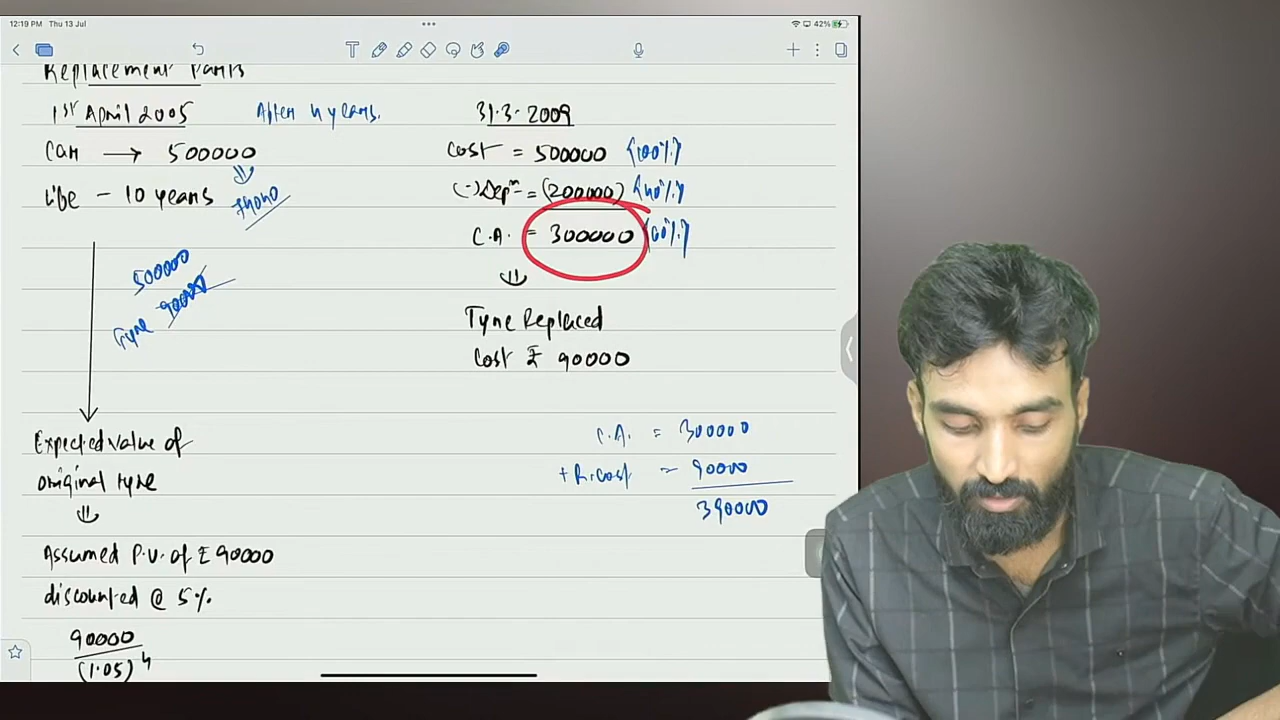 12:19 PM Thu 13 Jul
42%
Replacement Parts
1st April 2005
After 4 years.
Car → 500000
Life - 10 years
74040
500000
Tyre 90000
Expected value of
original tyre
Assumed P.V. of ₹ 90000
discounted @ 5%
90000
(1.05)4
31.3.2009
Cost = 500000 {100%}
(-) Depn = (200000) {40%}
C.A. = 300000 {60%}
Tyre Replaced
Cost ₹ 90000
C.A. = 300000
+ R.cost = 90000
390000